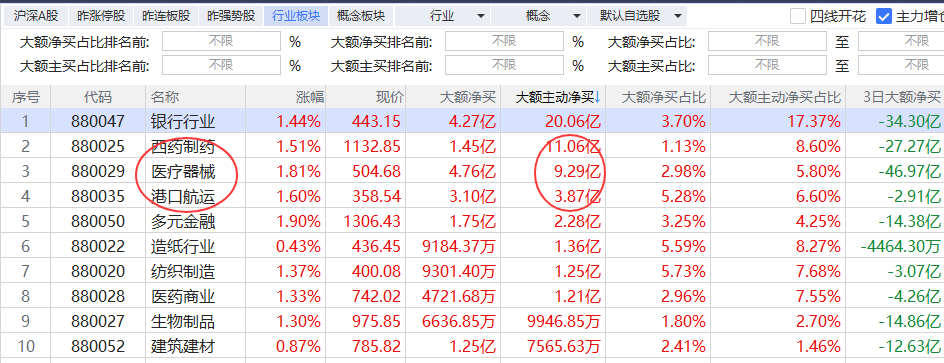 沪深A股 昨涨停股 昨连板股 昨强势股 行业板块 概念板块 行业 概念 默认自选股 四线开花 主力增仓
大额净买占比排名前: 不限 % 大额净买排名前: 不限 % 大额净买占比: 不限 至 不限
大额主买占比排名前: 不限 % 大额主买排名前: 不限 % 大额主买占比: 不限 至 不限
序号 代码 名称 涨幅 现价 大额净买 大额主动净买↓ 大额净买占比 大额主动净买占比 3日大额净买
1 880047 银行行业 1.44% 443.15 4.27亿 20.06亿 3.70% 17.37% -34.30亿
2 880025 西药制药 1.51% 1132.85 1.45亿 11.06亿 1.13% 8.60% -27.27亿
3 880029 医疗器械 1.81% 504.68 4.76亿 9.29亿 2.98% 5.80% -46.97亿
4 880035 港口航运 1.60% 358.54 3.10亿 3.87亿 5.28% 6.60% -2.91亿
5 880050 多元金融 1.90% 1306.43 1.75亿 2.28亿 3.25% 4.25% -14.38亿
6 880022 造纸行业 0.43% 436.45 9184.37万 1.36亿 5.59% 8.27% -4464.30万
7 880020 纺织制造 1.37% 400.08 9301.40万 1.25亿 5.73% 7.68% -3.07亿
8 880028 医药商业 1.33% 742.02 4721.68万 1.21亿 2.96% 7.55% -4.26亿
9 880027 生物制品 1.30% 975.85 6636.85万 9946.85万 1.80% 2.70% -14.86亿
10 880052 建筑建材 0.87% 785.82 1.25亿 7565.63万 2.41% 1.46% -12.63亿